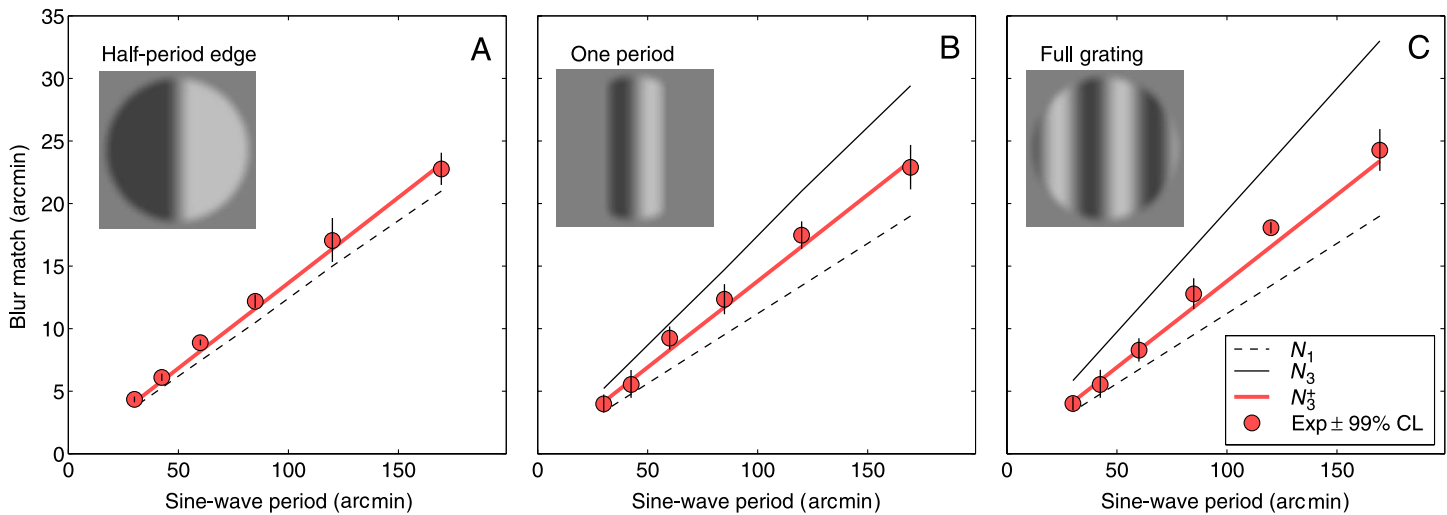 A
Half-period edge
B
One period
C
Full grating
35
30
25
20
15
10
5
0
Blur match (arcmin)
0 50 100 150
Sine-wave period (arcmin)
0 50 100 150
Sine-wave period (arcmin)
0 50 100 150
Sine-wave period (arcmin)
N₁
N₃
N₃⁺
Exp ± 99% CL